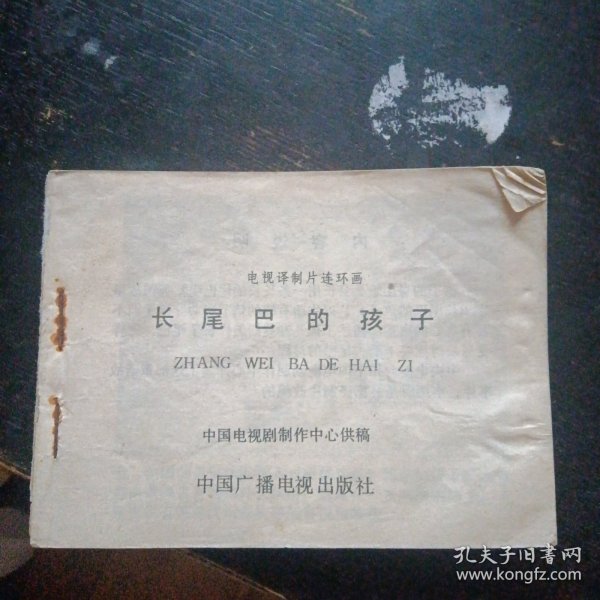 电视译制片连环画
长尾巴的孩子
ZHANG WEI BA DE HAI ZI
中国电视剧制作中心供稿
中国广播电视出版社
孔夫子旧书网
www.kongfz.com